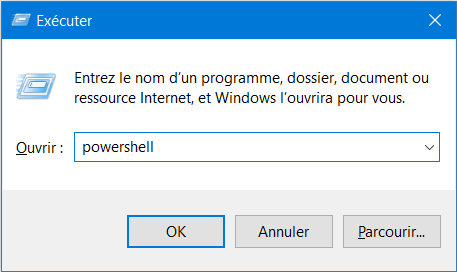 Exécuter
Entrez le nom d'un programme, dossier, document ou
ressource Internet, et Windows l'ouvrira pour vous.
Ouvrir : powershell
OK Annuler Parcourir...